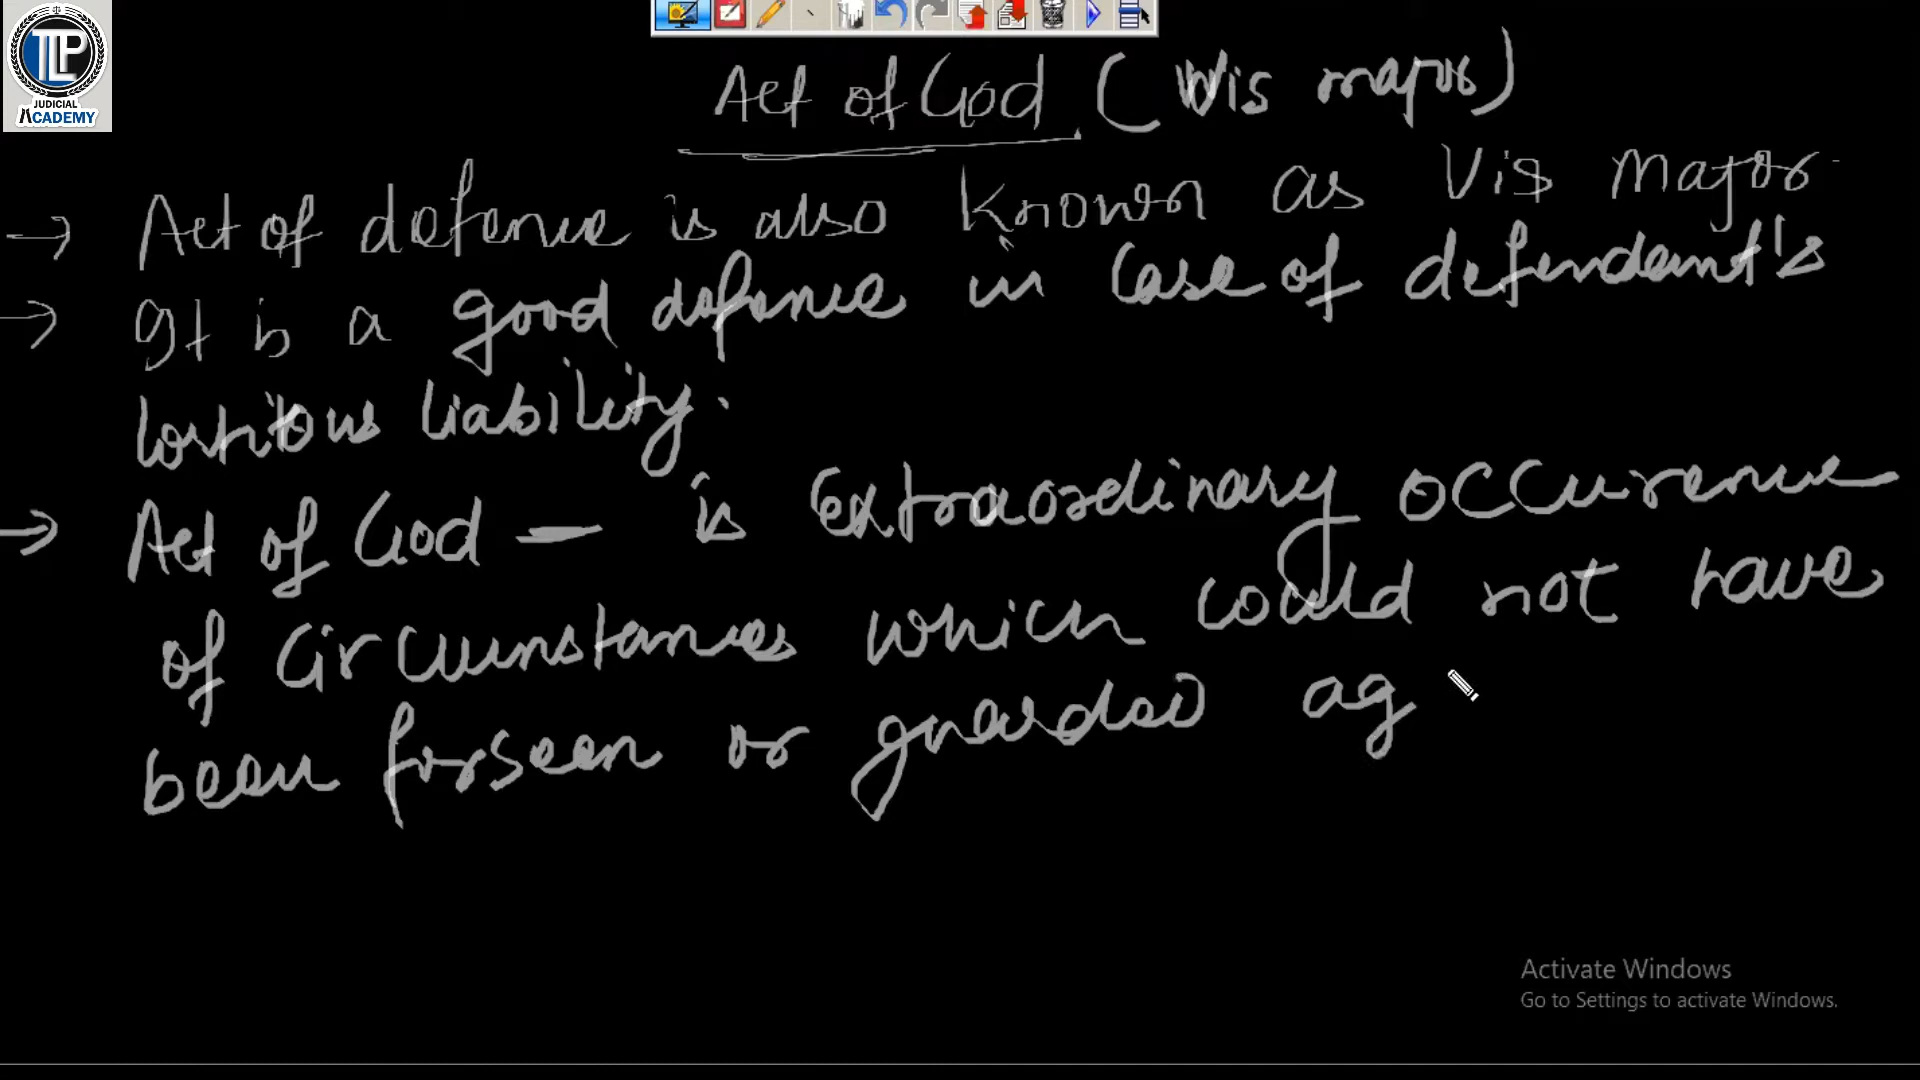 TLP
JUDICIAL
ACADEMY
Act of God. (Vis major)
→ Act of defence is also known as Vis Major
→ It is a good defence in case of defendant's
tortious liability.
→ Act of God - is Extraordinary occurence
of circumstances which could not have
been forseen or guarded ag
Activate Windows
Go to Settings to activate Windows.